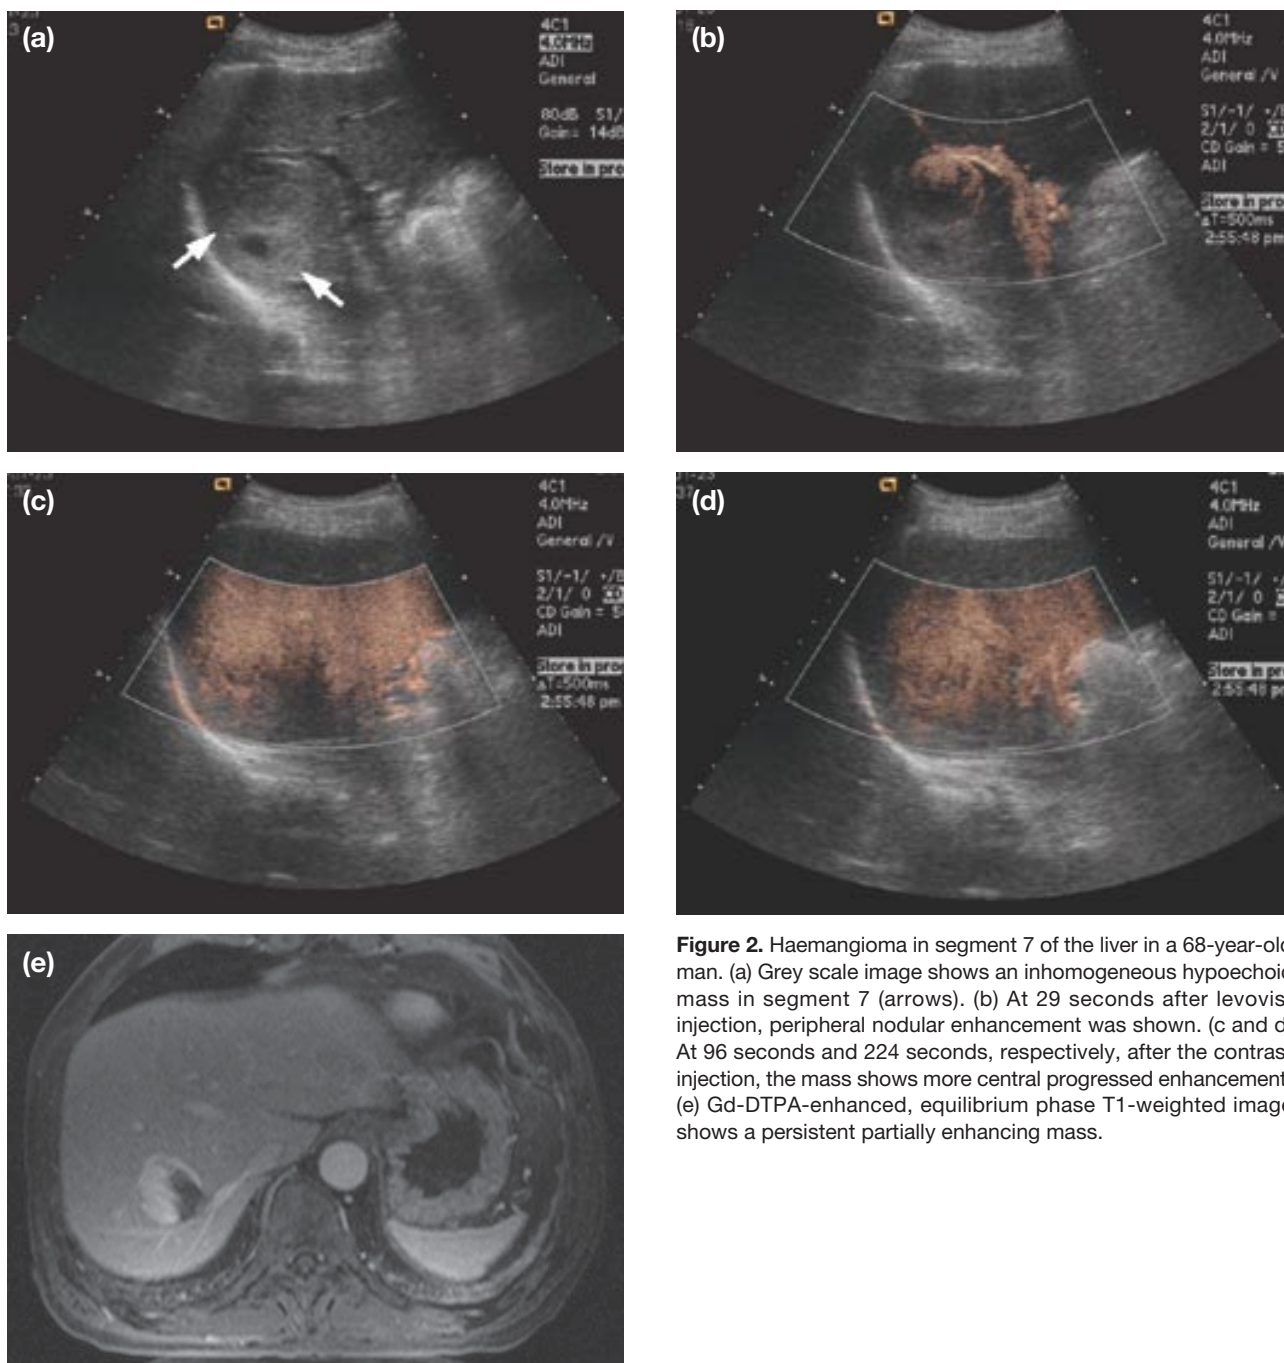 (a)
4C1
4.0MHz
ADI
General
80dB S1/
Gain= 14dB
Store in pro
(b)
4C1
4.0MHz
ADI
General /V
S1/-1/ +/
2/1/ 0
CD Gain = 5
ADI
Store in pro
ΔT=500ms
2:55:48 pm
(c)
4C1
4.0MHz
ADI
General /V
S1/-1/ +/
2/1/ 0
CD Gain = 5
ADI
Store in pro
ΔT=500ms
2:55:48 pm
(d)
4C1
4.0MHz
ADI
General /V
S1/-1/ +/
2/1/ 0
CD Gain =
ADI
Store in pr
ΔT=500ms
2:55:48 p
(e)
Figure 2. Haemangioma in segment 7 of the liver in a 68-year-old
man. (a) Grey scale image shows an inhomogeneous hypoechoic
mass in segment 7 (arrows). (b) At 29 seconds after levovis
injection, peripheral nodular enhancement was shown. (c and d
At 96 seconds and 224 seconds, respectively, after the contras
injection, the mass shows more central progressed enhancement
(e) Gd-DTPA-enhanced, equilibrium phase T1-weighted image
shows a persistent partially enhancing mass.